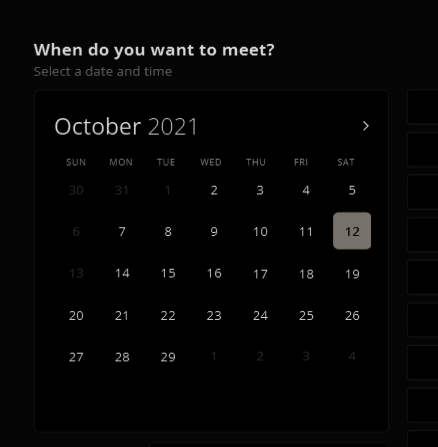 When do you want to meet?
Select a date and time
October 2021
SUN MON TUE WED THU FRI SAT
30 31 1 2 3 4 5
6 7 8 9 10 11 12
13 14 15 16 17 18 19
20 21 22 23 24 25 26
27 28 29 1 2 3 4